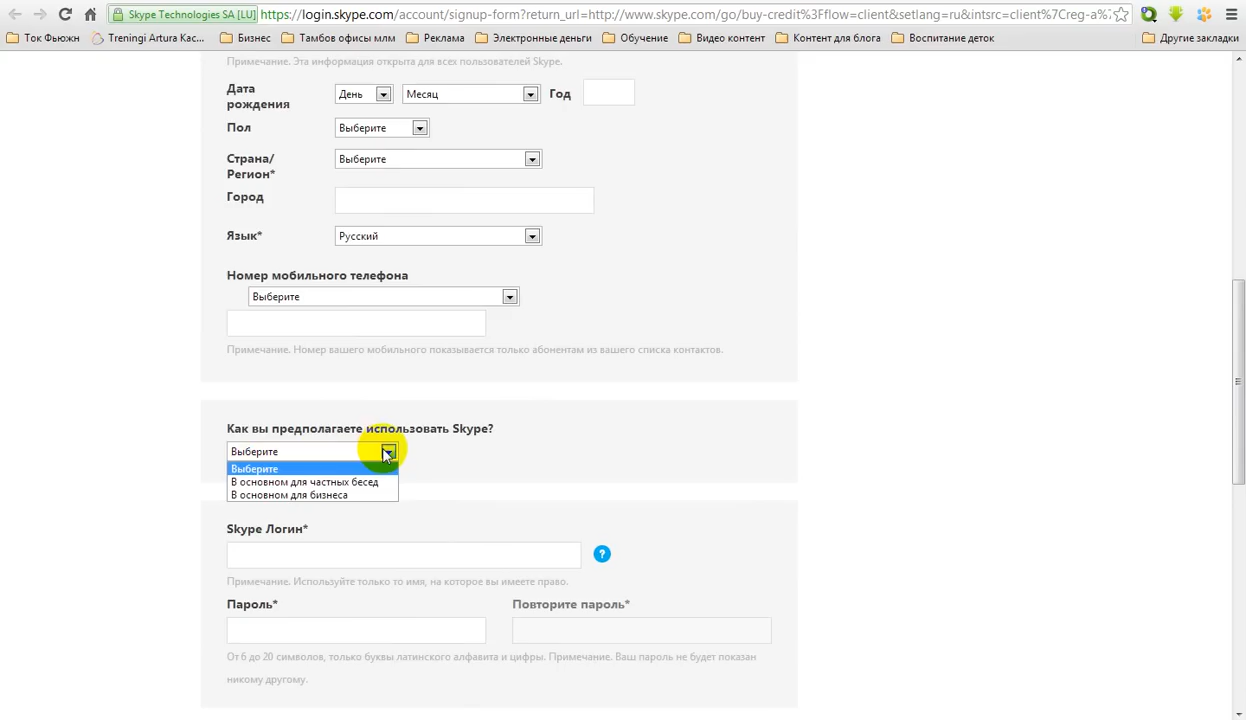 Skype Technologies SA [LU] https://login.skype.com/account/signup-form?return_url=http://www.skype.com/go/buy-credit%3Fflow=client&setlang=ru&intsrc=client%7Creg-a%7
Ток Фьюжн Treningi Artura Kac... Бизнес Тамбов офисы млм Реклама Электронные деньги Обучение Видео контент Контент для блога Воспитание деток Другие закладки
Примечание. Эта информация открыта для всех пользователей Skype.
Дата рождения День Месяц Год
Пол Выберите
Страна/
Регион* Выберите
Город
Язык* Русский
Номер мобильного телефона
Выберите
Примечание. Номер вашего мобильного показывается только абонентам из вашего списка контактов.
Как вы предполагаете использовать Skype?
Выберите
Выберите
В основном для частных бесед
В основном для бизнеса
Skype Логин*
?
Примечание. Используйте только то имя, на которое вы имеете право.
Пароль* Повторите пароль*
От 6 до 20 символов, только буквы латинского алфавита и цифры. Примечание. Ваш пароль не будет показан
никому другому.